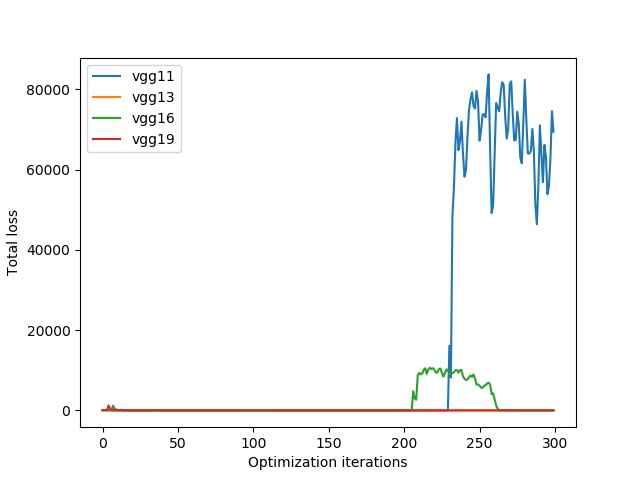 vgg11
vgg13
vgg16
vgg19
80000
60000
40000
20000
0
Total loss
0 50 100 150 200 250 300
Optimization iterations